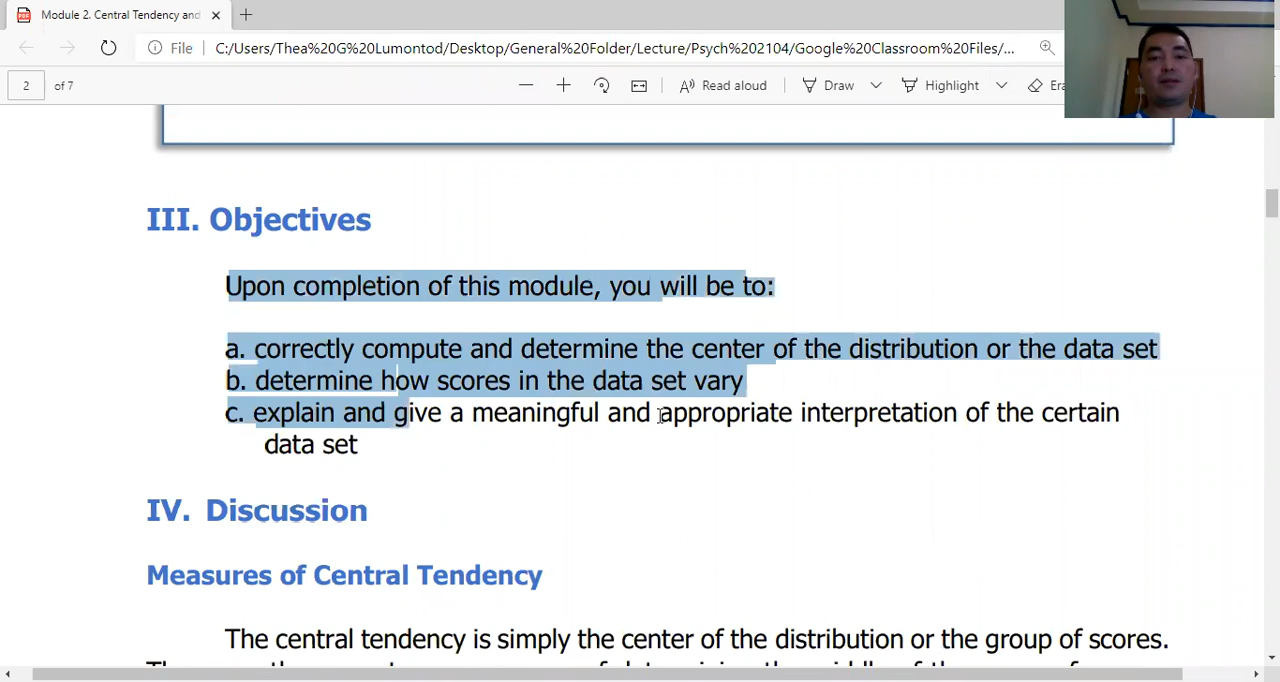 Module 2. Central Tendency and
File C:/Users/Thea%20G%20Lumontod/Desktop/General%20Folder/Lecture/Psych%202104/Google%20Classroom%20Files/...
2 of 7 Read aloud Draw Highlight Era
III. Objectives
Upon completion of this module, you will be to:
a. correctly compute and determine the center of the distribution or the data set
b. determine how scores in the data set vary
c. explain and give a meaningful and appropriate interpretation of the certain
data set
IV. Discussion
Measures of Central Tendency
The central tendency is simply the center of the distribution or the group of scores.